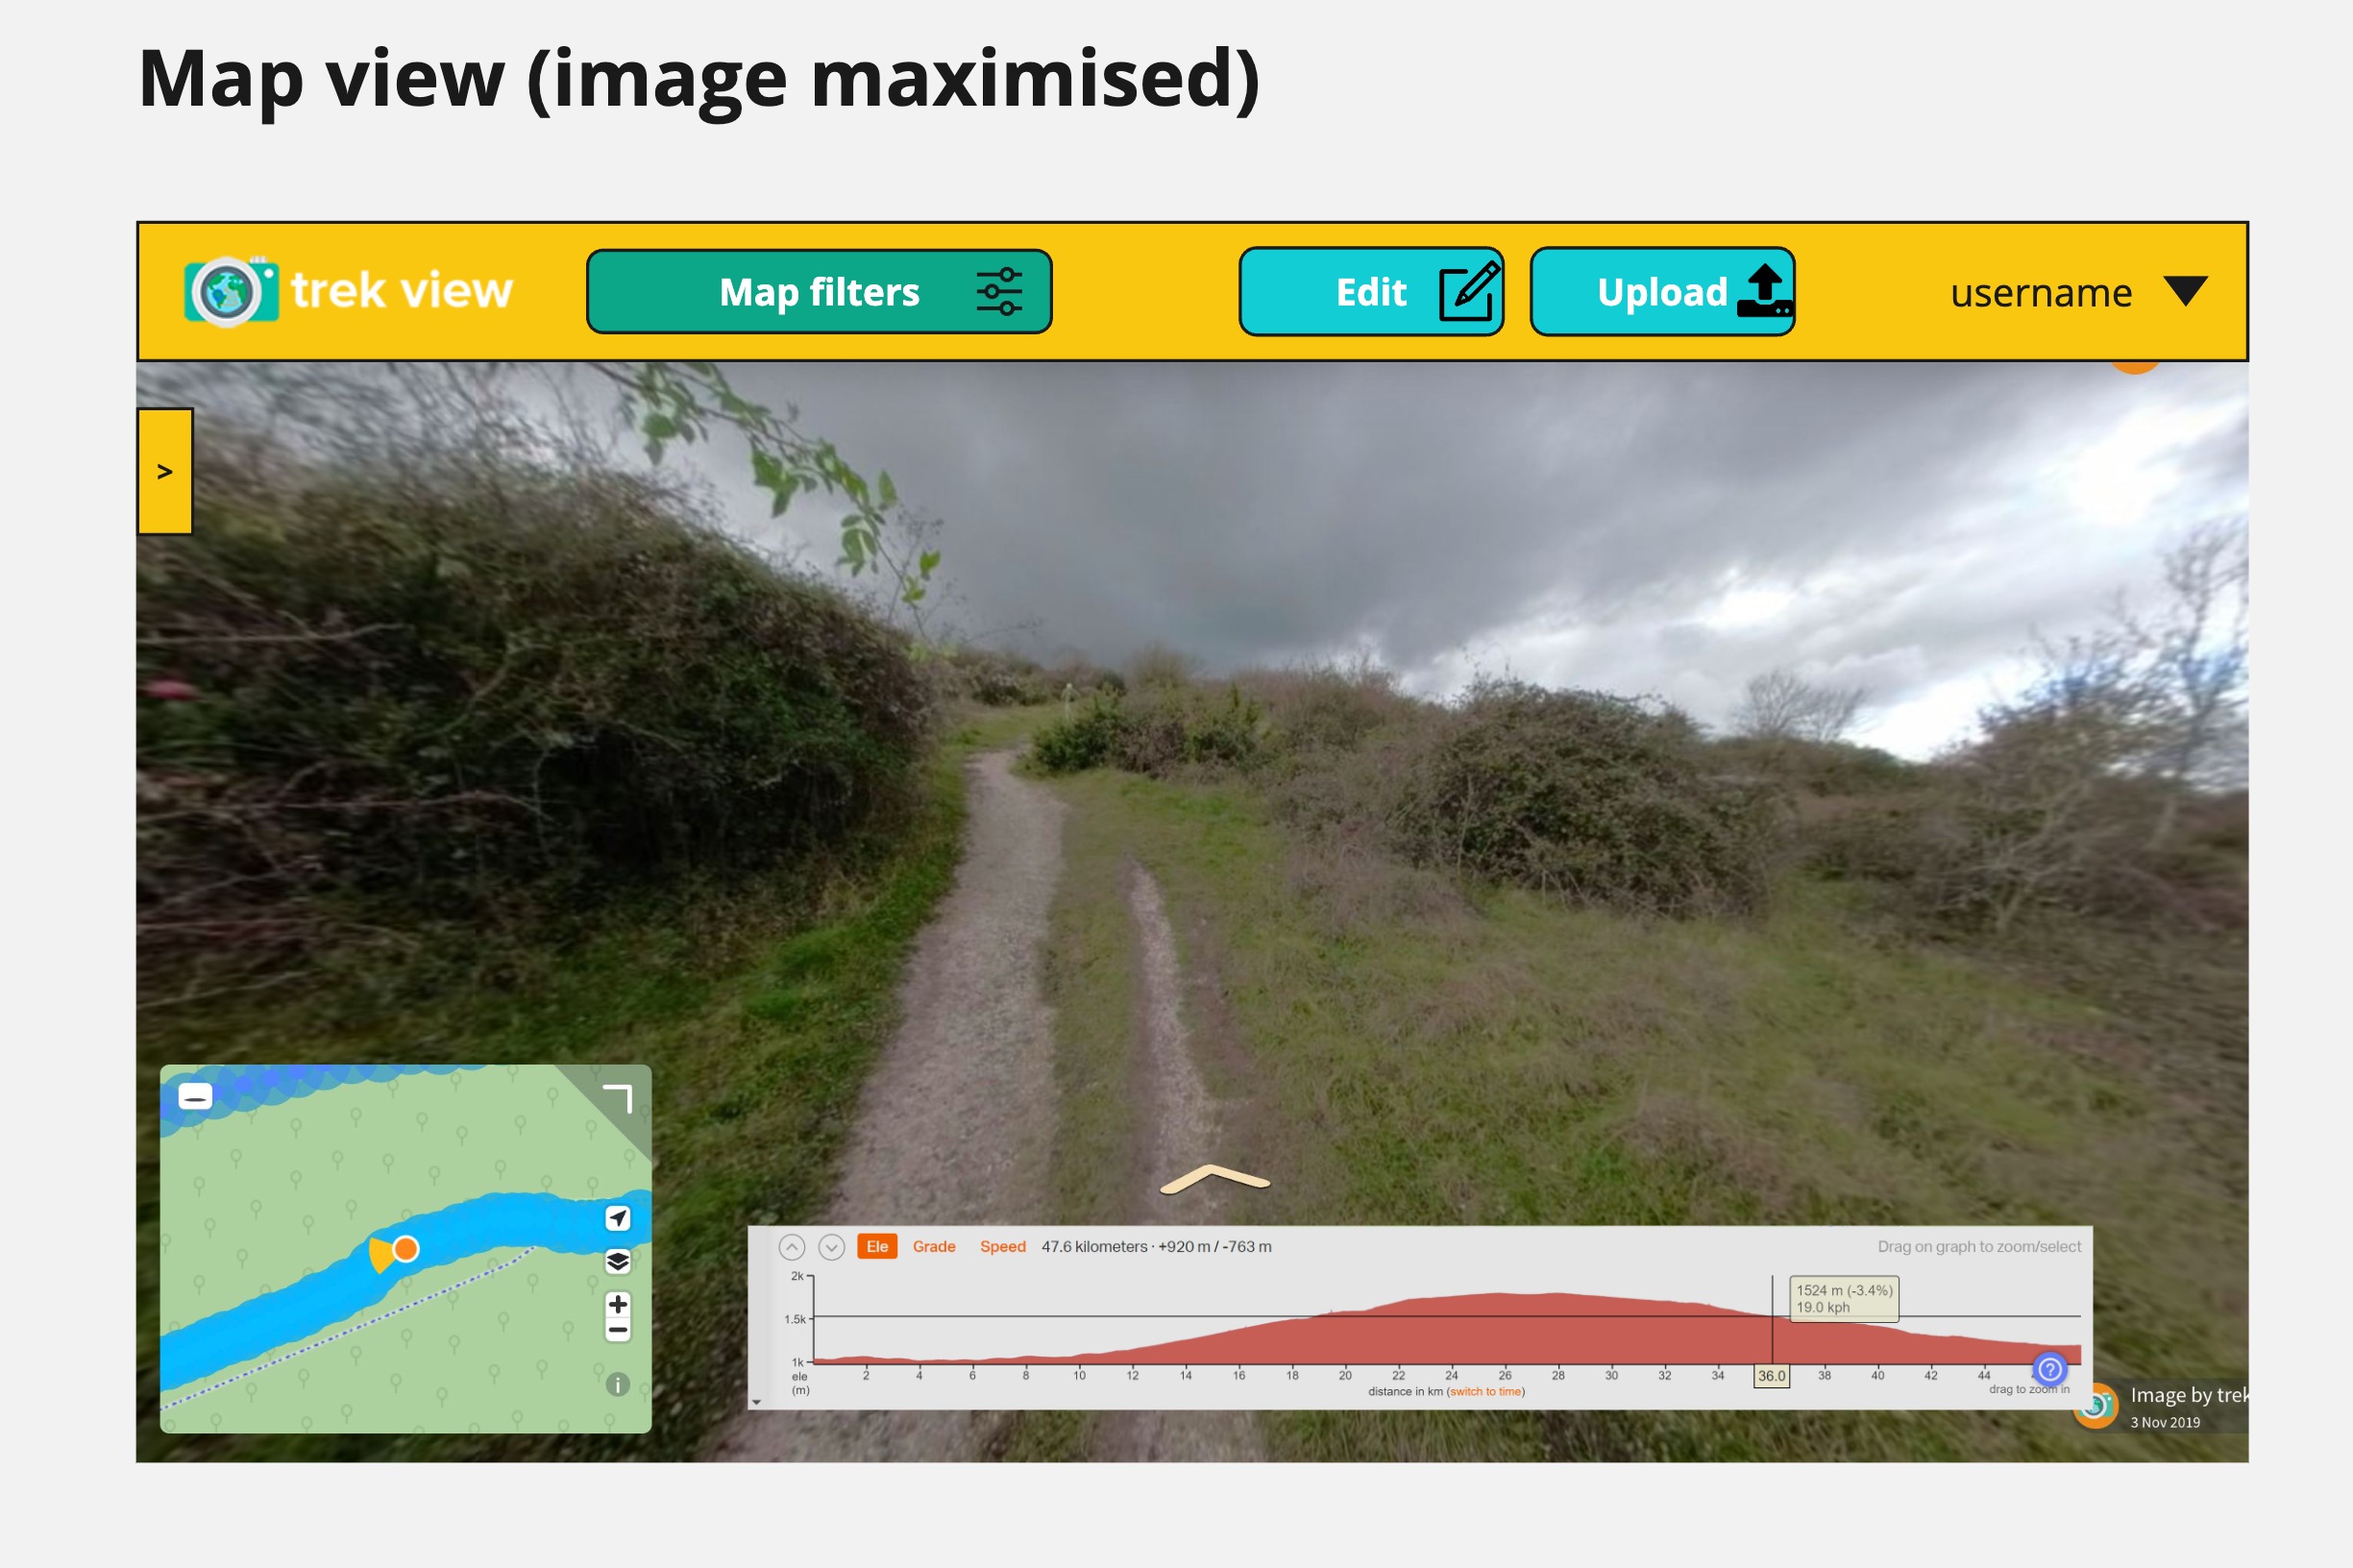 Map view (image maximised)
trek view
Map filters
Edit
Upload
username
>
Ele Grade Speed 47.6 kilometers · +920 m / -763 m
Drag on graph to zoom/select
2k
1.5k
1k
ele
(m)
1524 m (-3.4%)
19.0 kph
2 4 6 8 10 12 14 16 18 20 22 24 26 28 30 32 34 36.0 38 40 42 44
distance in km (switch to time)
drag to zoom in
?
i
Image by trek
3 Nov 2019